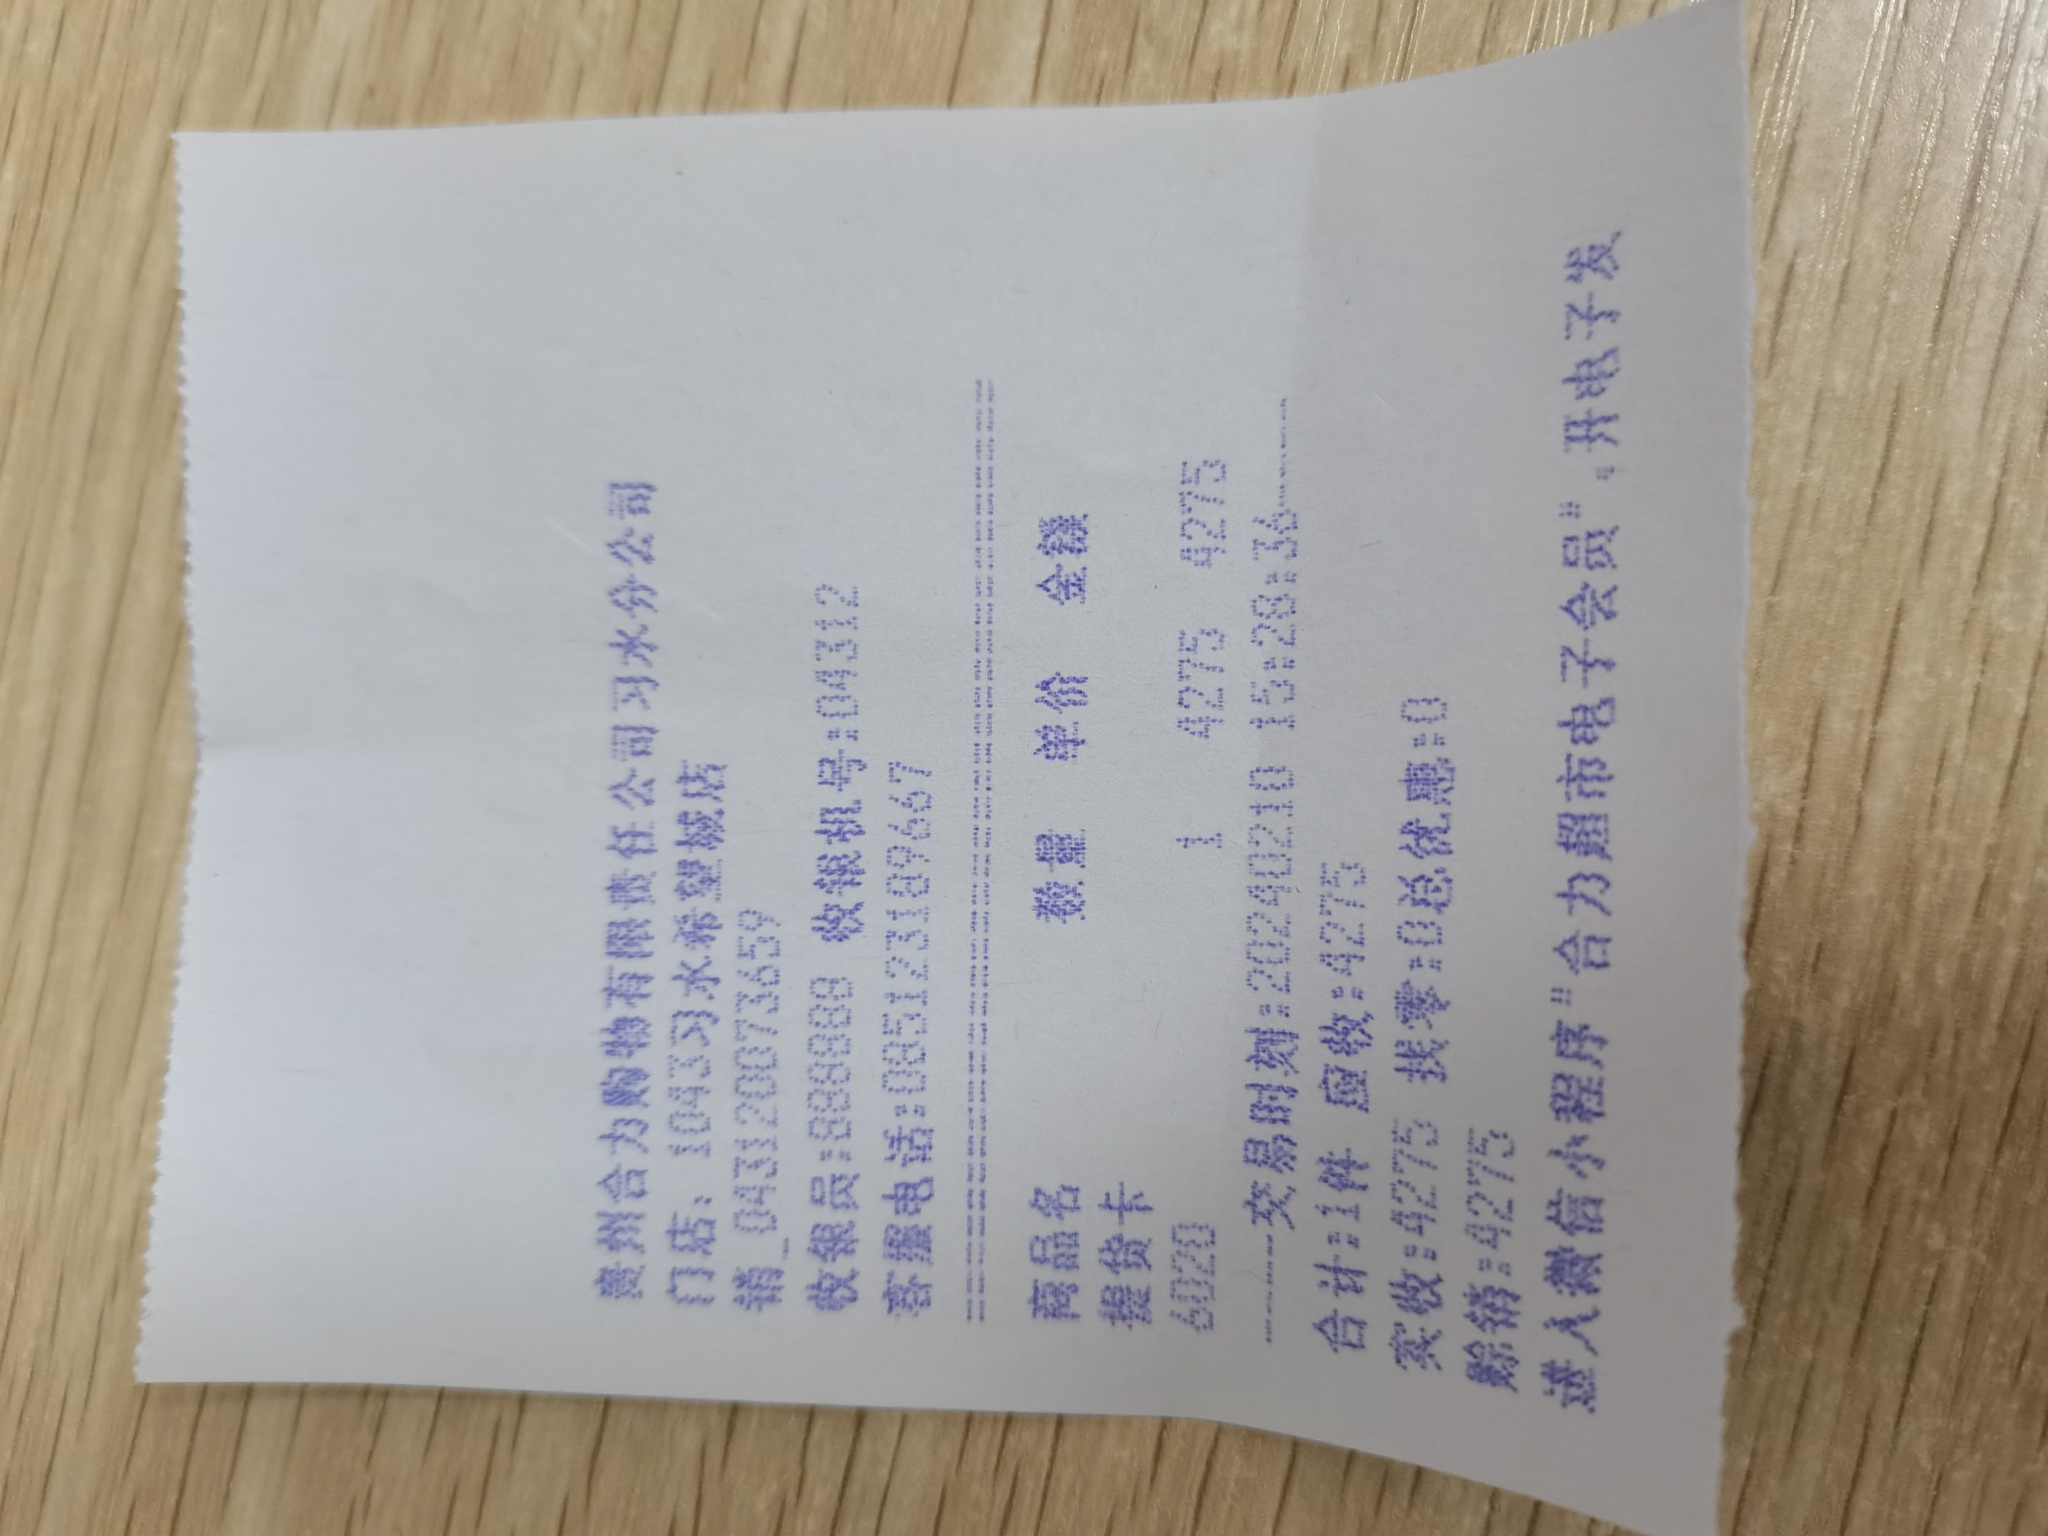 贵州合力购物有限责任公司习水分公司
门店: 1043习水希望城店
销_043120073659
收银员:888888 收银机号:04312
客服电话:085123189667
================================
商品名 数量 单价 金额
提货卡
6020 1 4275 4275
------交易时刻:20240210 15:28:36------
合计:1件 应收:4275
实收:4275 找零:0总优惠:0
赊销:4275
进入微信小程序"合力超市电子会员",开电子发